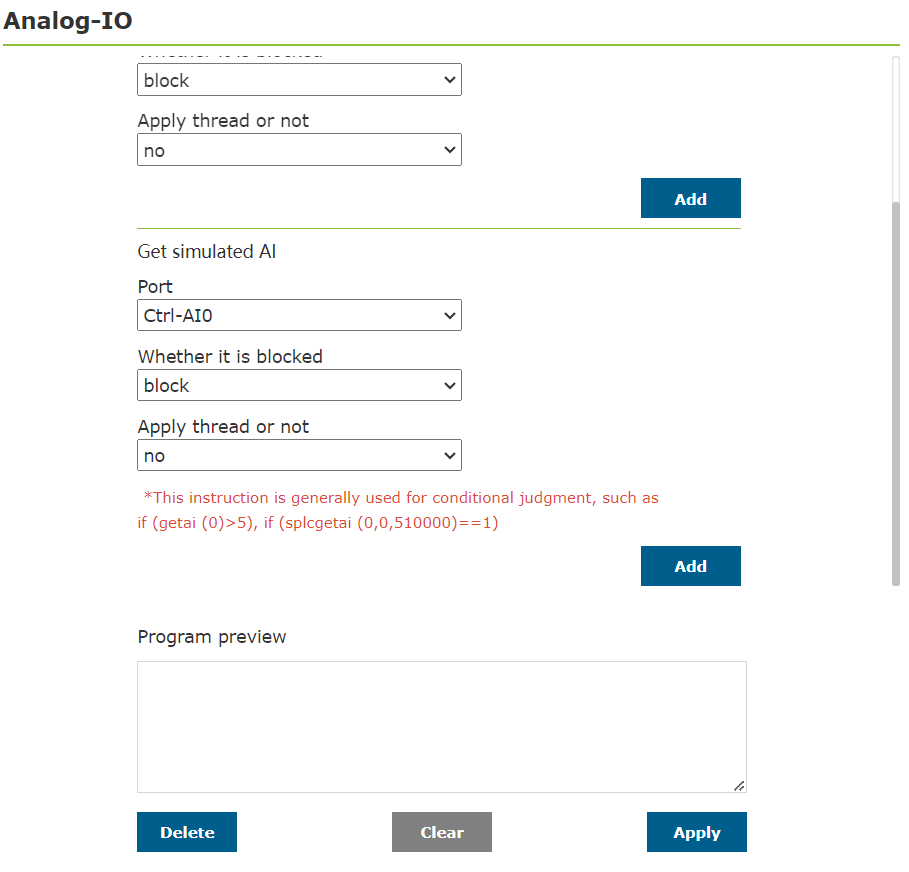 Analog-IO
block
Apply thread or not
no
Add
Get simulated AI
Port
Ctrl-AI0
Whether it is blocked
block
Apply thread or not
no
*This instruction is generally used for conditional judgment, such as
if (getai (0)>5), if (splcgetai (0,0,510000)==1)
Add
Program preview
Delete
Clear
Apply